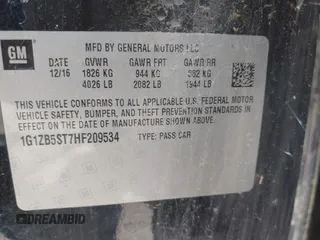 GM
MFD BY GENERAL MOTORS LLC
DATE GVWR GAWR FRT GAWR RR
12/16 1826 KG 944 KG 882 KG
4026 LB 2082 LB 1944 LB
THIS VEHICLE CONFORMS TO ALL APPLICABLE U.S. FEDERAL MOTOR
VEHICLE SAFETY, BUMPER, AND THEFT PREVENTION STANDARDS
IN EFFECT ON THE DATE OF MANUFACTURE SHOWN ABOVE.
1G1ZB5ST7HF209534 TYPE: PASS CAR
DREAMBID